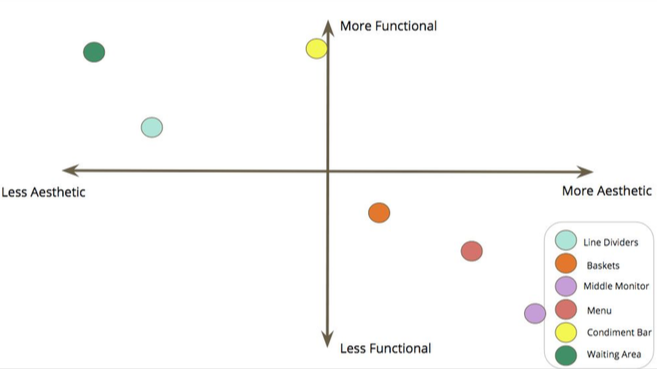 More Functional
Less Aesthetic
More Aesthetic
Line Dividers
Baskets
Middle Monitor
Menu
Condiment Bar
Waiting Area
Less Functional